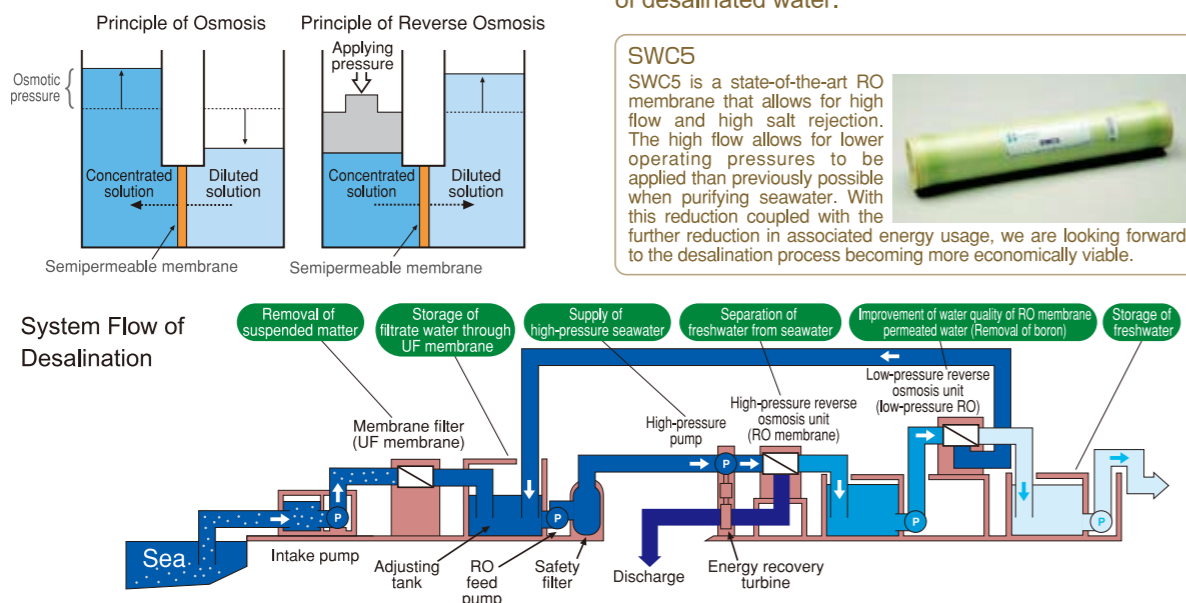 of desalinated water.
Principle of Osmosis
Principle of Reverse Osmosis
Osmotic
pressure
Applying
pressure
Concentrated
solution
Diluted
solution
Concentrated
solution
Diluted
solution
Semipermeable membrane
Semipermeable membrane
SWC5
SWC5 is a state-of-the-art RO
membrane that allows for high
flow and high salt rejection.
The high flow allows for lower
operating pressures to be
applied than previously possible
when purifying seawater. With
this reduction coupled with the
further reduction in associated energy usage, we are looking forward
to the desalination process becoming more economically viable.
SWC5
System Flow of
Desalination
Removal of
suspended matter
Storage of
filtrate water through
UF membrane
Supply of
high-pressure seawater
Separation of
freshwater from seawater
Improvement of water quality of RO membrane
permeated water (Removal of boron)
Storage of
freshwater
Membrane filter
(UF membrane)
High-pressure
pump
High-pressure reverse
osmosis unit
(RO membrane)
Low-pressure reverse
osmosis unit
(low-pressure RO)
P
P
P
P
P
Sea
Intake pump
Adjusting
tank
RO
feed
pump
Safety
filter
Discharge
Energy recovery
turbine